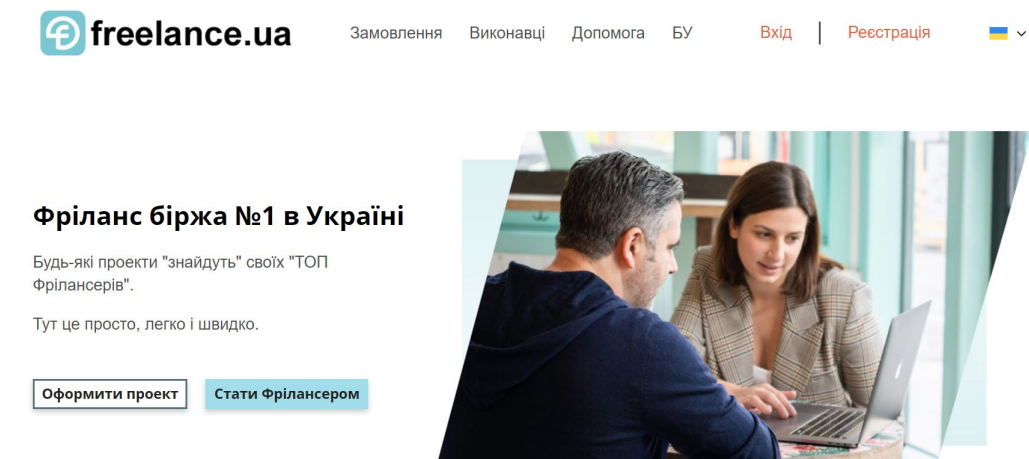 freelance.ua
Замовлення Виконавці Допомога БУ Вхід | Реєстрація
Фріланс біржа №1 в Україні
Будь-які проекти "знайдуть" своїх "ТОП
Фрілансерів".
Тут це просто, легко і швидко.
Оформити проект Стати Фрілансером